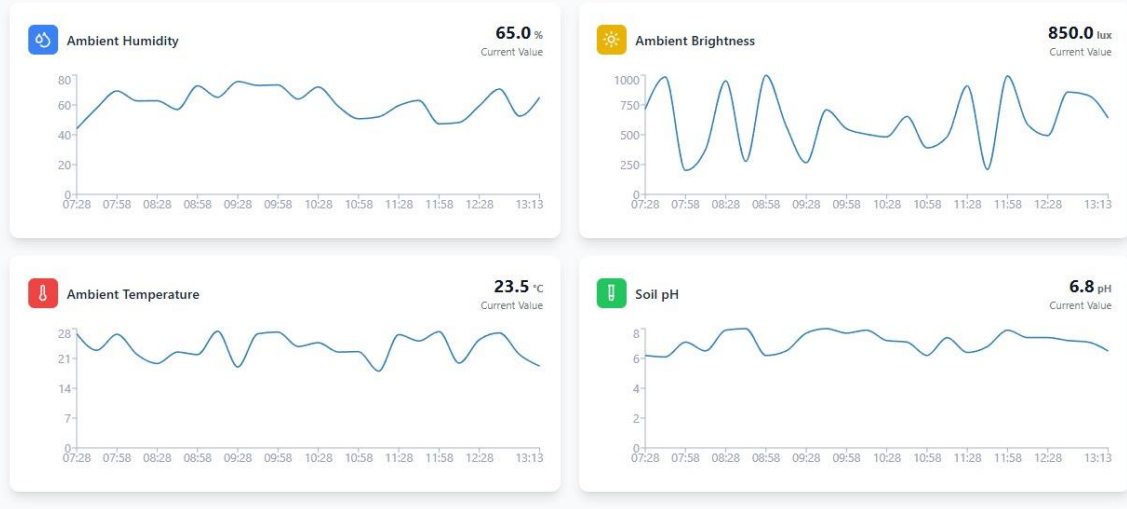 Ambient Humidity
65.0 %
Current Value
80
60
40
20
0
07:28 07:58 08:28 08:58 09:28 09:58 10:28 10:58 11:28 11:58 12:28 13:13
Ambient Brightness
850.0 lux
Current Value
1000
750
500
250
0
07:28 07:58 08:28 08:58 09:28 09:58 10:28 10:58 11:28 11:58 12:28 13:13
Ambient Temperature
23.5 °C
Current Value
28
21
14
7
0
07:28 07:58 08:28 08:58 09:28 09:58 10:28 10:58 11:28 11:58 12:28 13:13
Soil pH
6.8 pH
Current Value
8
6
4
2
0
07:28 07:58 08:28 08:58 09:28 09:58 10:28 10:58 11:28 11:58 12:28 13:13